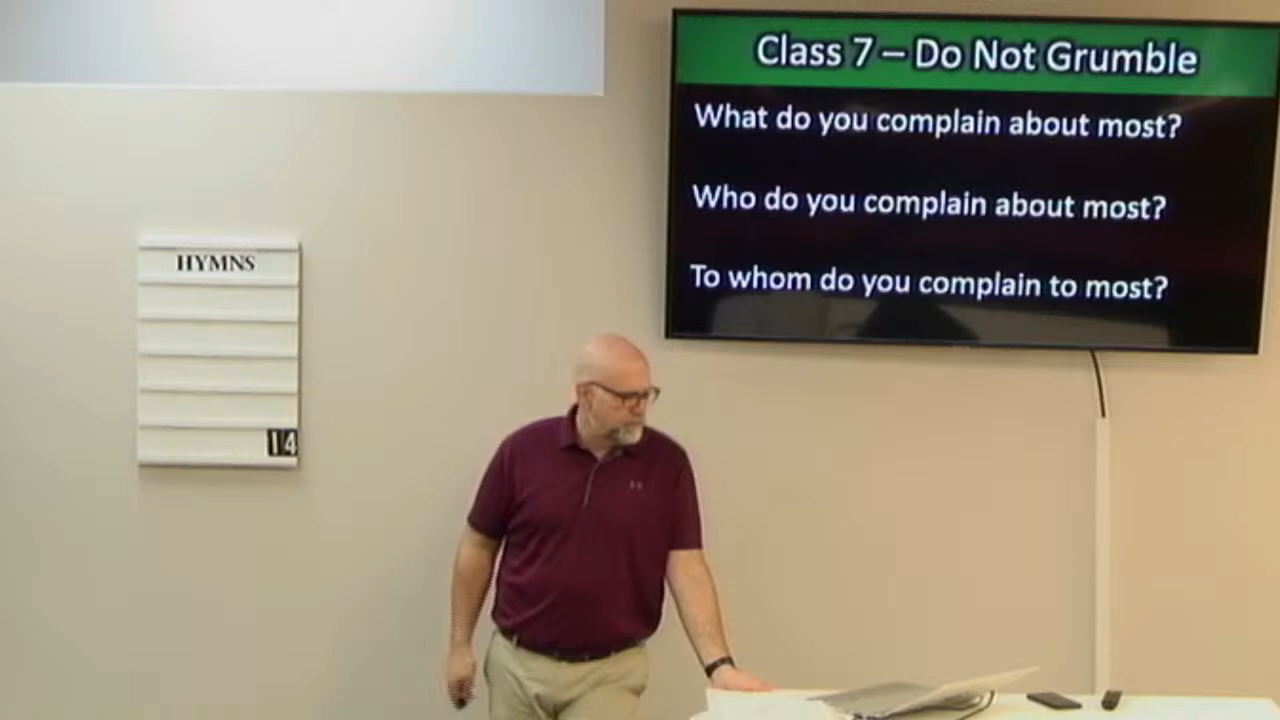 Class 7 – Do Not Grumble
What do you complain about most?
Who do you complain about most?
To whom do you complain to most?
HYMNS
14